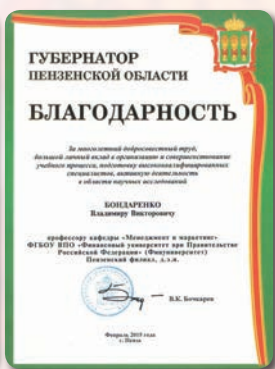 ГУБЕРНАТОР
ПЕНЗЕНСКОЙ ОБЛАСТИ
БЛАГОДАРНОСТЬ
За многолетний добросовестный труд,
большой личный вклад в организацию и совершенствование
учебного процесса, подготовку высококвалифицированных
специалистов, активную деятельность
в области научных исследований
БОНДАРЕНКО
Владимиру Викторовичу
профессору кафедры «Менеджмент и маркетинг»
ФГБОУ ВПО «Финансовый университет при Правительстве
Российской Федерации» (Финуниверситет)
Пензенский филиал, д.э.н.
В.К. Бочкарев
Февраль 2015 года
г. Пенза